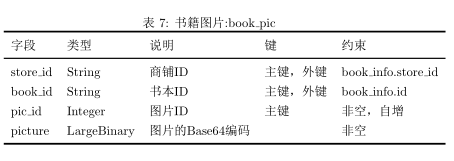 表 7: 书籍图片:book_pic
字段 类型 说明 键 约束
store_id String 商铺ID 主键，外键 book_info.store_id
book_id String 书本ID 主键，外键 book_info.id
pic_id Integer 图片ID 主键 非空，自增
picture LargeBinary 图片的Base64编码 非空